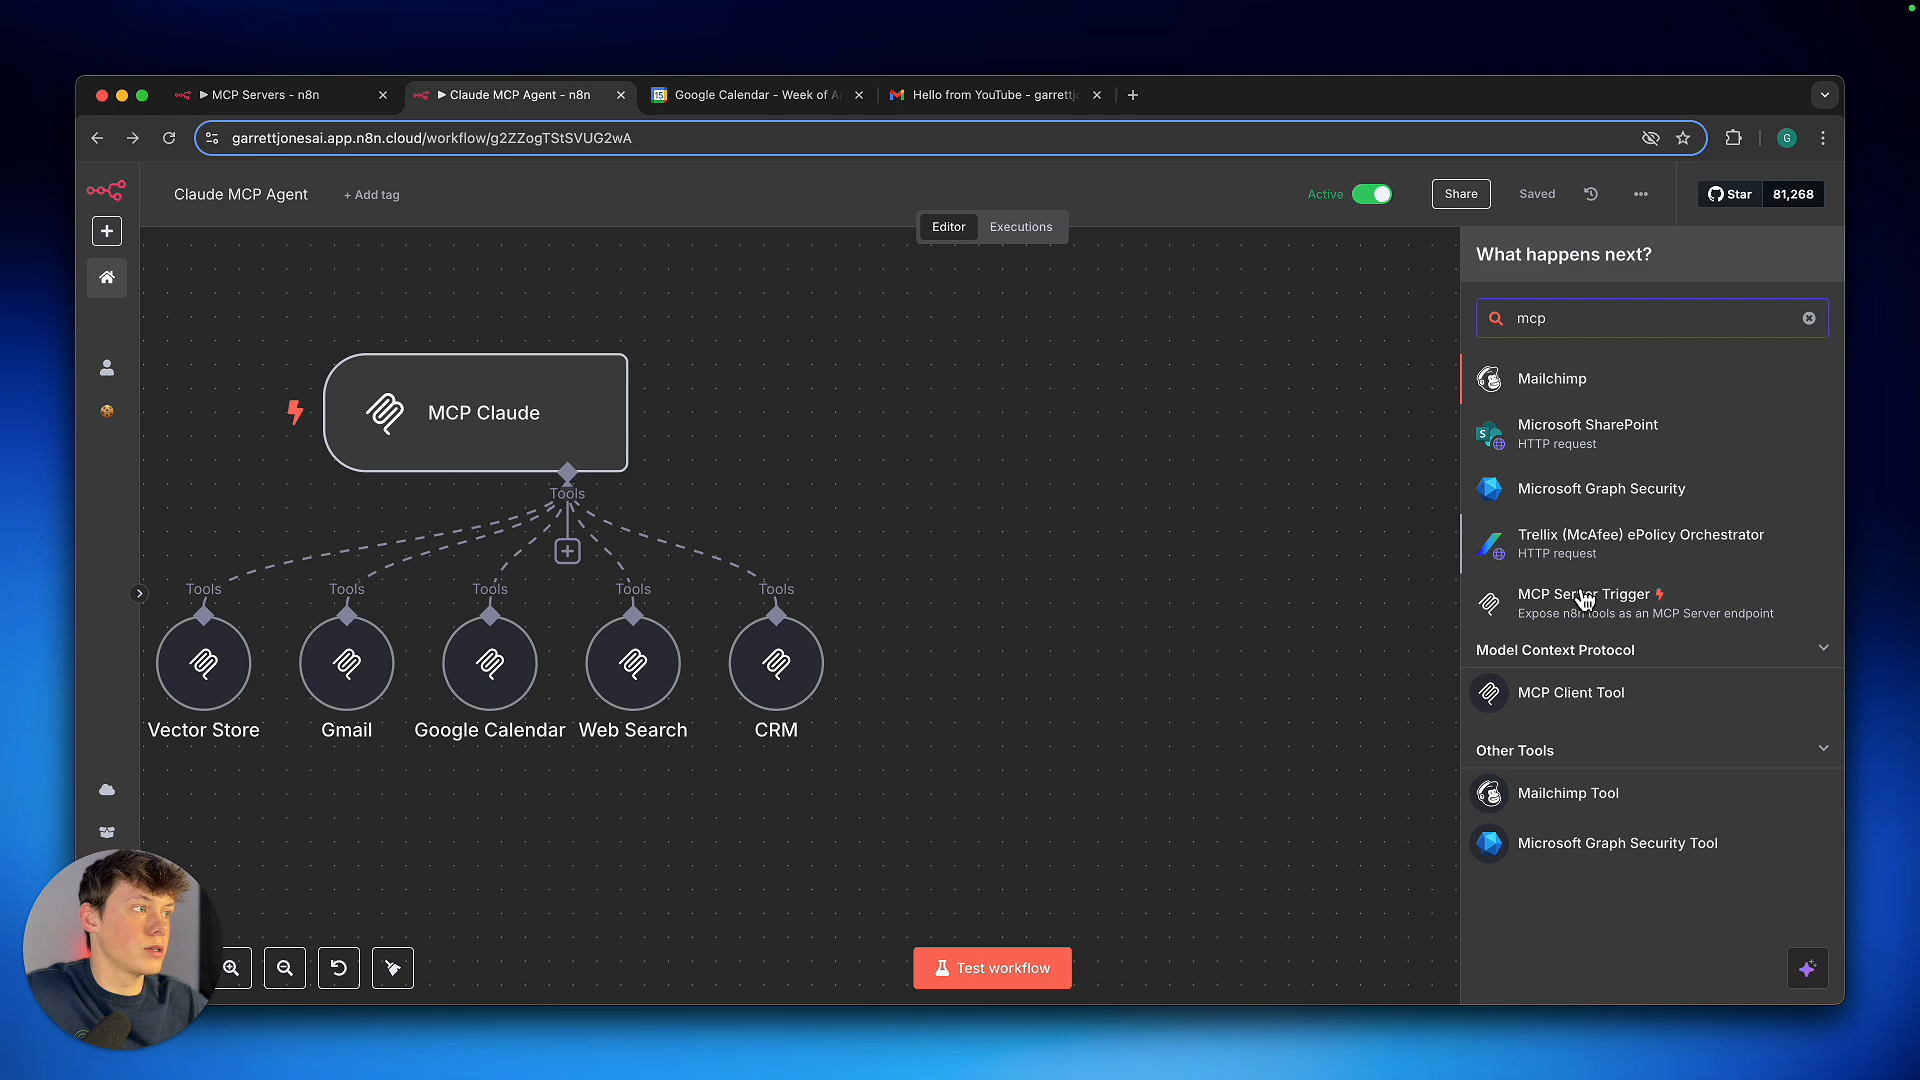 MCP Servers - n8n
Claude MCP Agent - n8n
Google Calendar - Week of A
Hello from YouTube - garrettj
garrettjonesai.app.n8n.cloud/workflow/g2ZZogTStSVUG2wA
G
Claude MCP Agent
+ Add tag
Active
Share
Saved
Star
81,268
Editor
Executions
What happens next?
mcp
MCP Claude
Tools
Tools
Tools
Tools
Tools
Tools
Vector Store
Gmail
Google Calendar
Web Search
CRM
Mailchimp
Microsoft SharePoint
HTTP request
Microsoft Graph Security
Trellix (McAfee) ePolicy Orchestrator
HTTP request
MCP Server Trigger
Expose n8n tools as an MCP Server endpoint
Model Context Protocol
MCP Client Tool
Other Tools
Mailchimp Tool
Microsoft Graph Security Tool
Test workflow